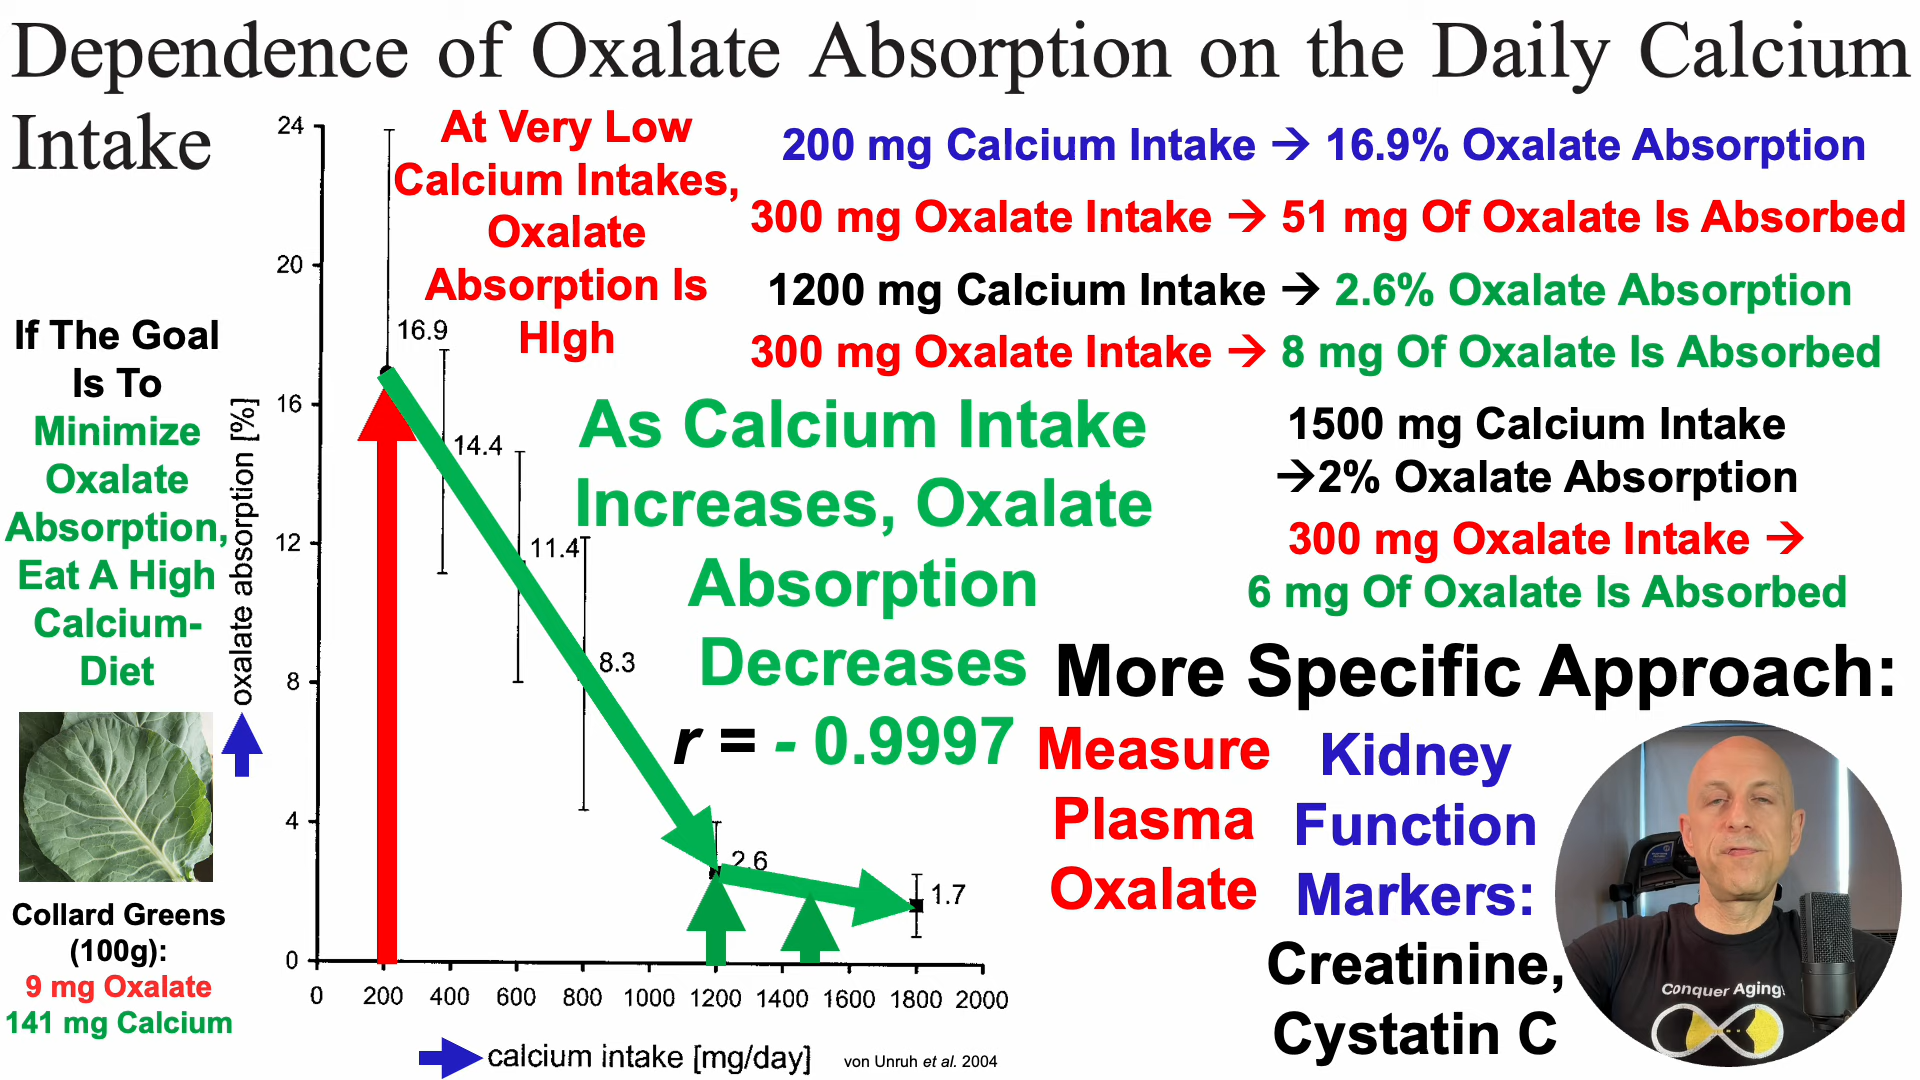 Dependence of Oxalate Absorption on the Daily Calcium
Intake
At Very Low
Calcium Intakes,
Oxalate
Absorption Is
HIgh
200 mg Calcium Intake → 16.9% Oxalate Absorption
300 mg Oxalate Intake → 51 mg Of Oxalate Is Absorbed
1200 mg Calcium Intake → 2.6% Oxalate Absorption
300 mg Oxalate Intake → 8 mg Of Oxalate Is Absorbed
1500 mg Calcium Intake
→2% Oxalate Absorption
300 mg Oxalate Intake →
6 mg Of Oxalate Is Absorbed
If The Goal
Is To
Minimize
Oxalate
Absorption,
Eat A High
Calcium-
Diet
Collard Greens
(100g):
9 mg Oxalate
141 mg Calcium
oxalate absorption [%]
24
20
16
12
8
4
0
16.9
14.4
11.4
8.3
2.6
1.7
0 200 400 600 800 1000 1200 1400 1600 1800 2000
calcium intake [mg/day]
von Unruh et al. 2004
As Calcium Intake
Increases, Oxalate
Absorption
Decreases
r = - 0.9997
More Specific Approach:
Measure
Plasma
Oxalate
Kidney
Function
Markers:
Creatinine,
Cystatin C
Conquer Aging